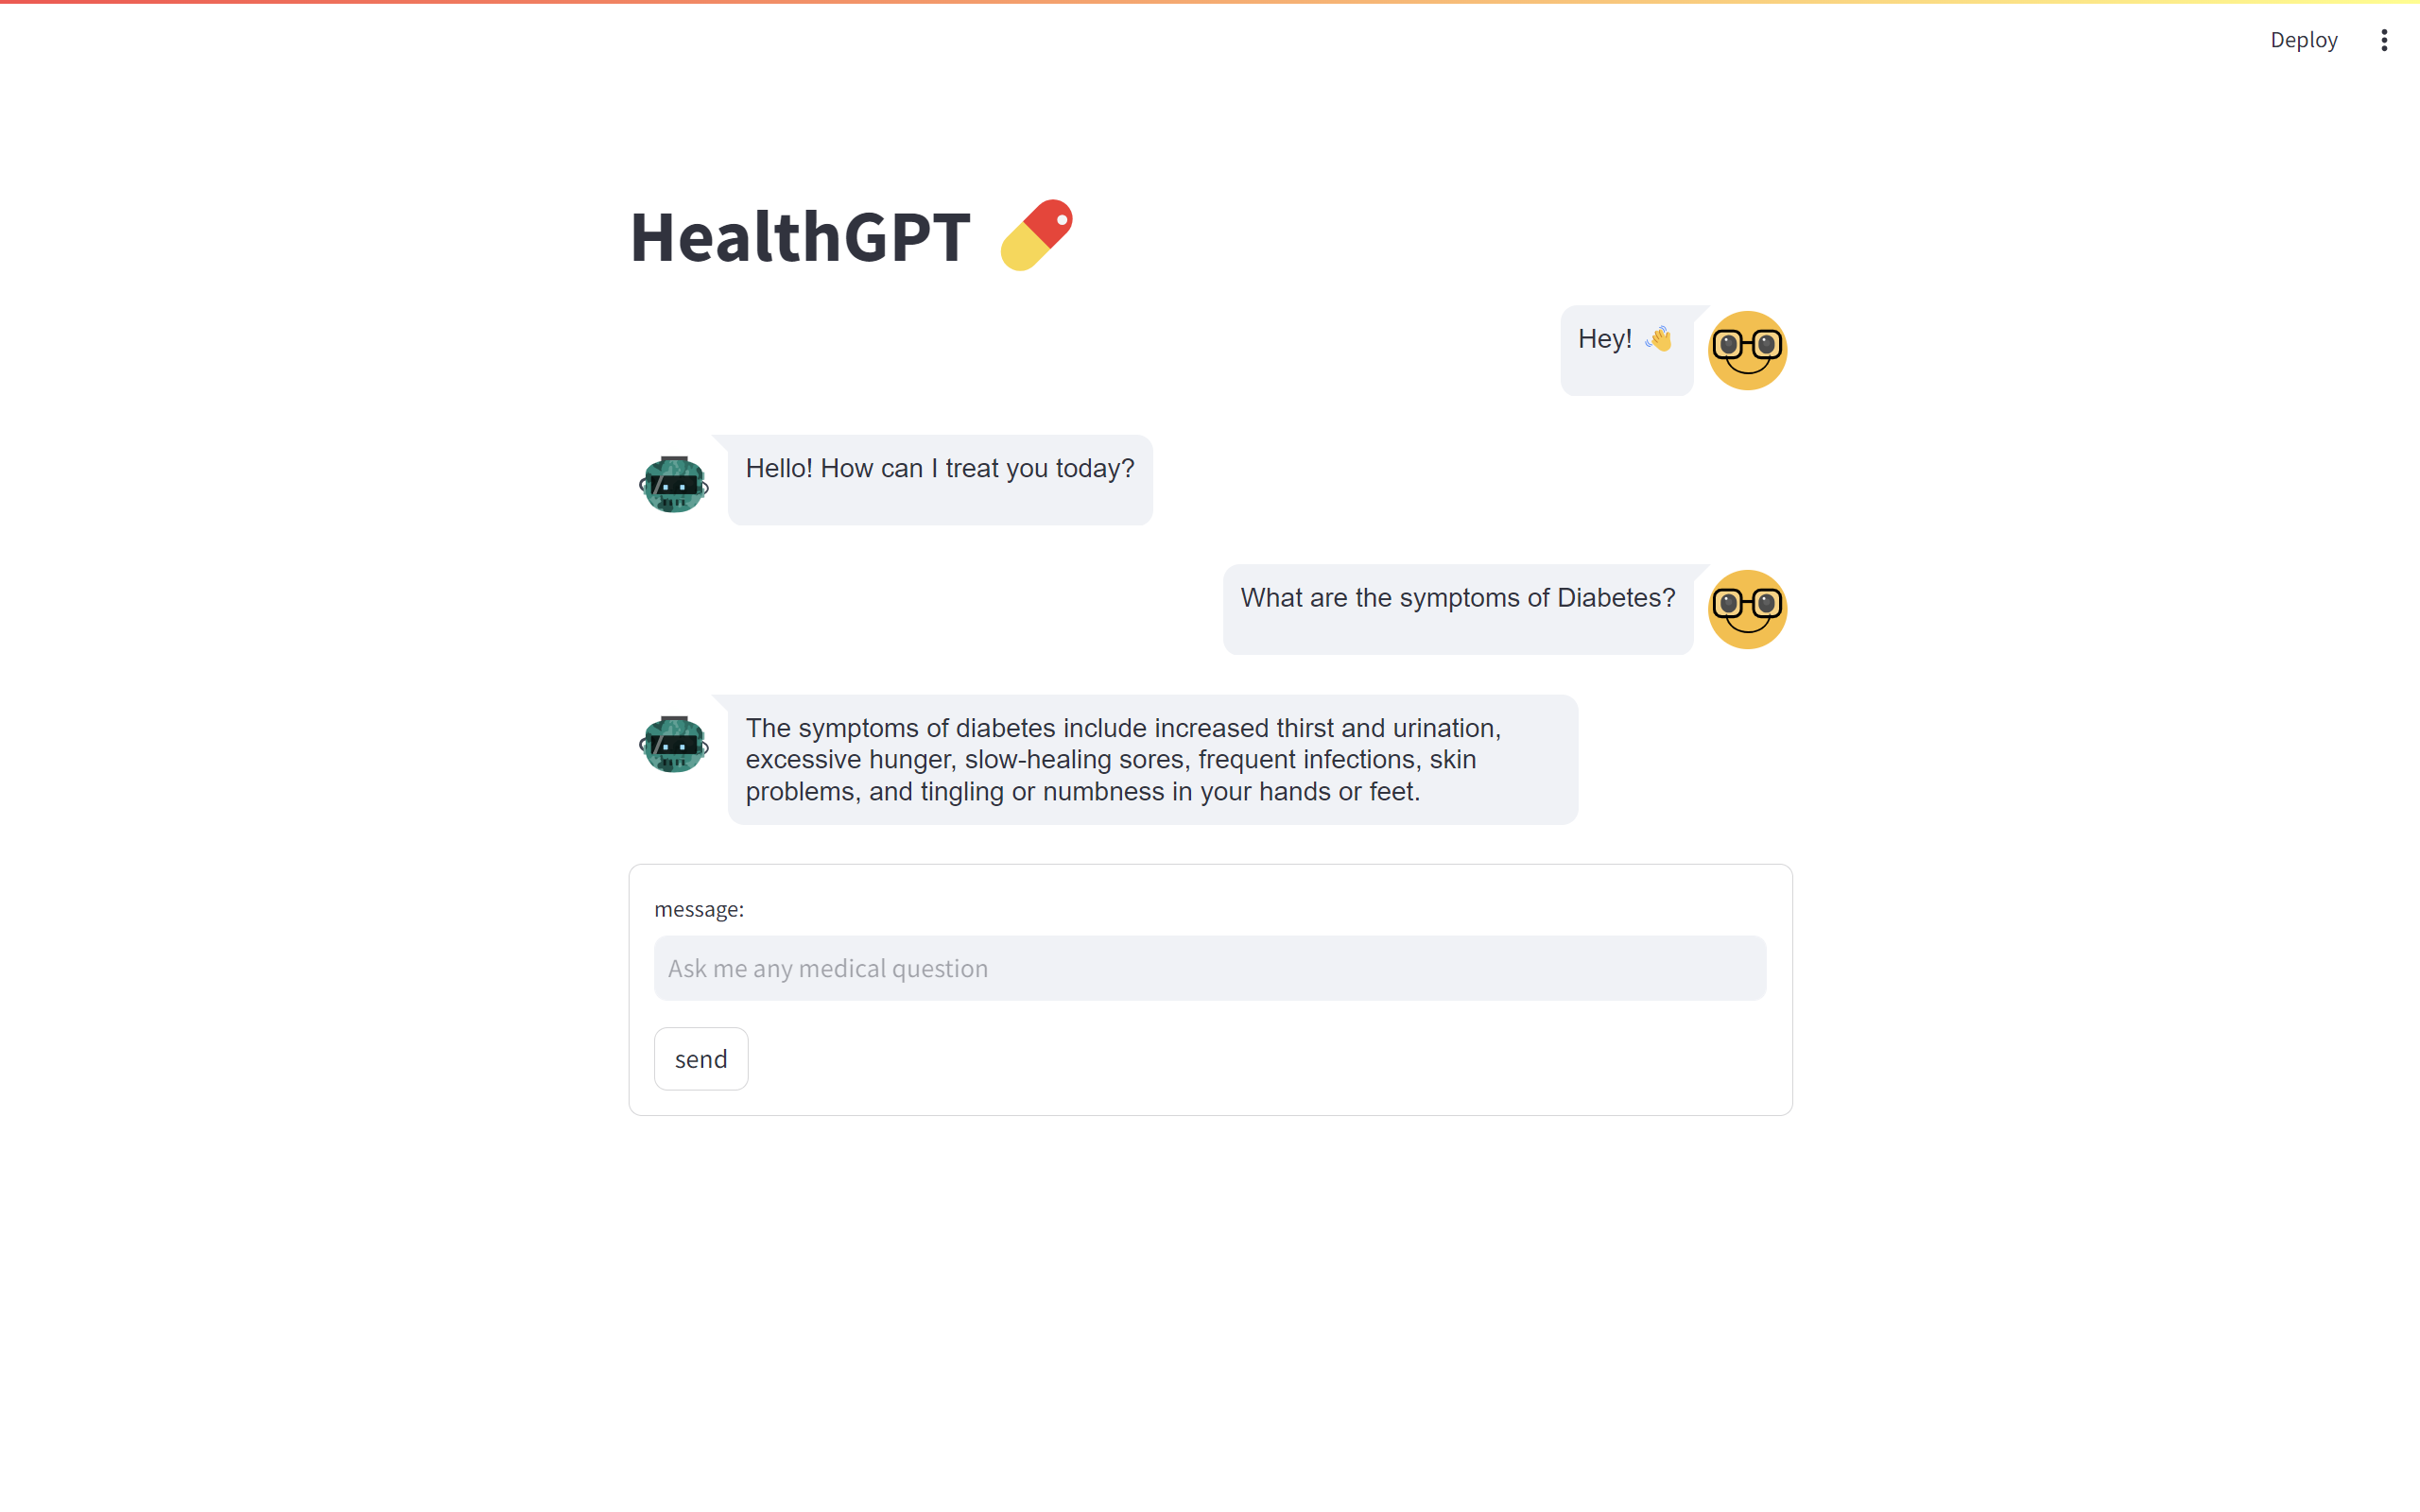 Deploy
HealthGPT
Hey! 👋
Hello! How can I treat you today?
What are the symptoms of Diabetes?
The symptoms of diabetes include increased thirst and urination,
excessive hunger, slow-healing sores, frequent infections, skin
problems, and tingling or numbness in your hands or feet.
message:
Ask me any medical question
send